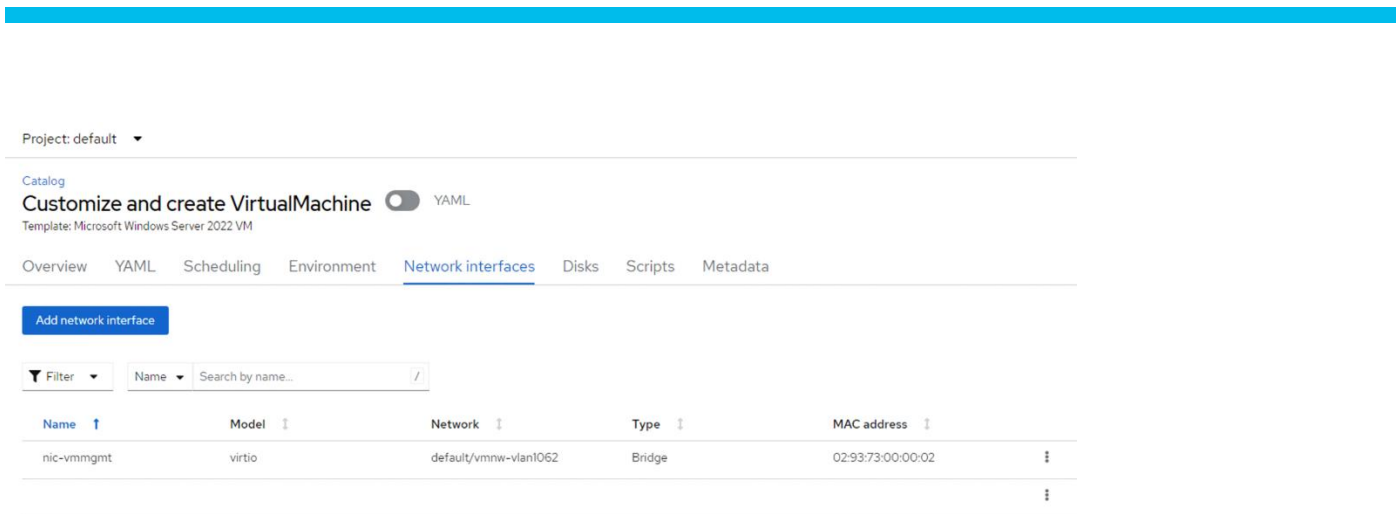 Project: default
Catalog
Customize and create VirtualMachine YAML
Template: Microsoft Windows Server 2022 VM
Overview YAML Scheduling Environment Network interfaces Disks Scripts Metadata
Add network interface
Filter Name Search by name... /
Name Model Network Type MAC address
nic-vmmgmt virtio default/vmnw-vlan1062 Bridge 02:93:73:00:00:02